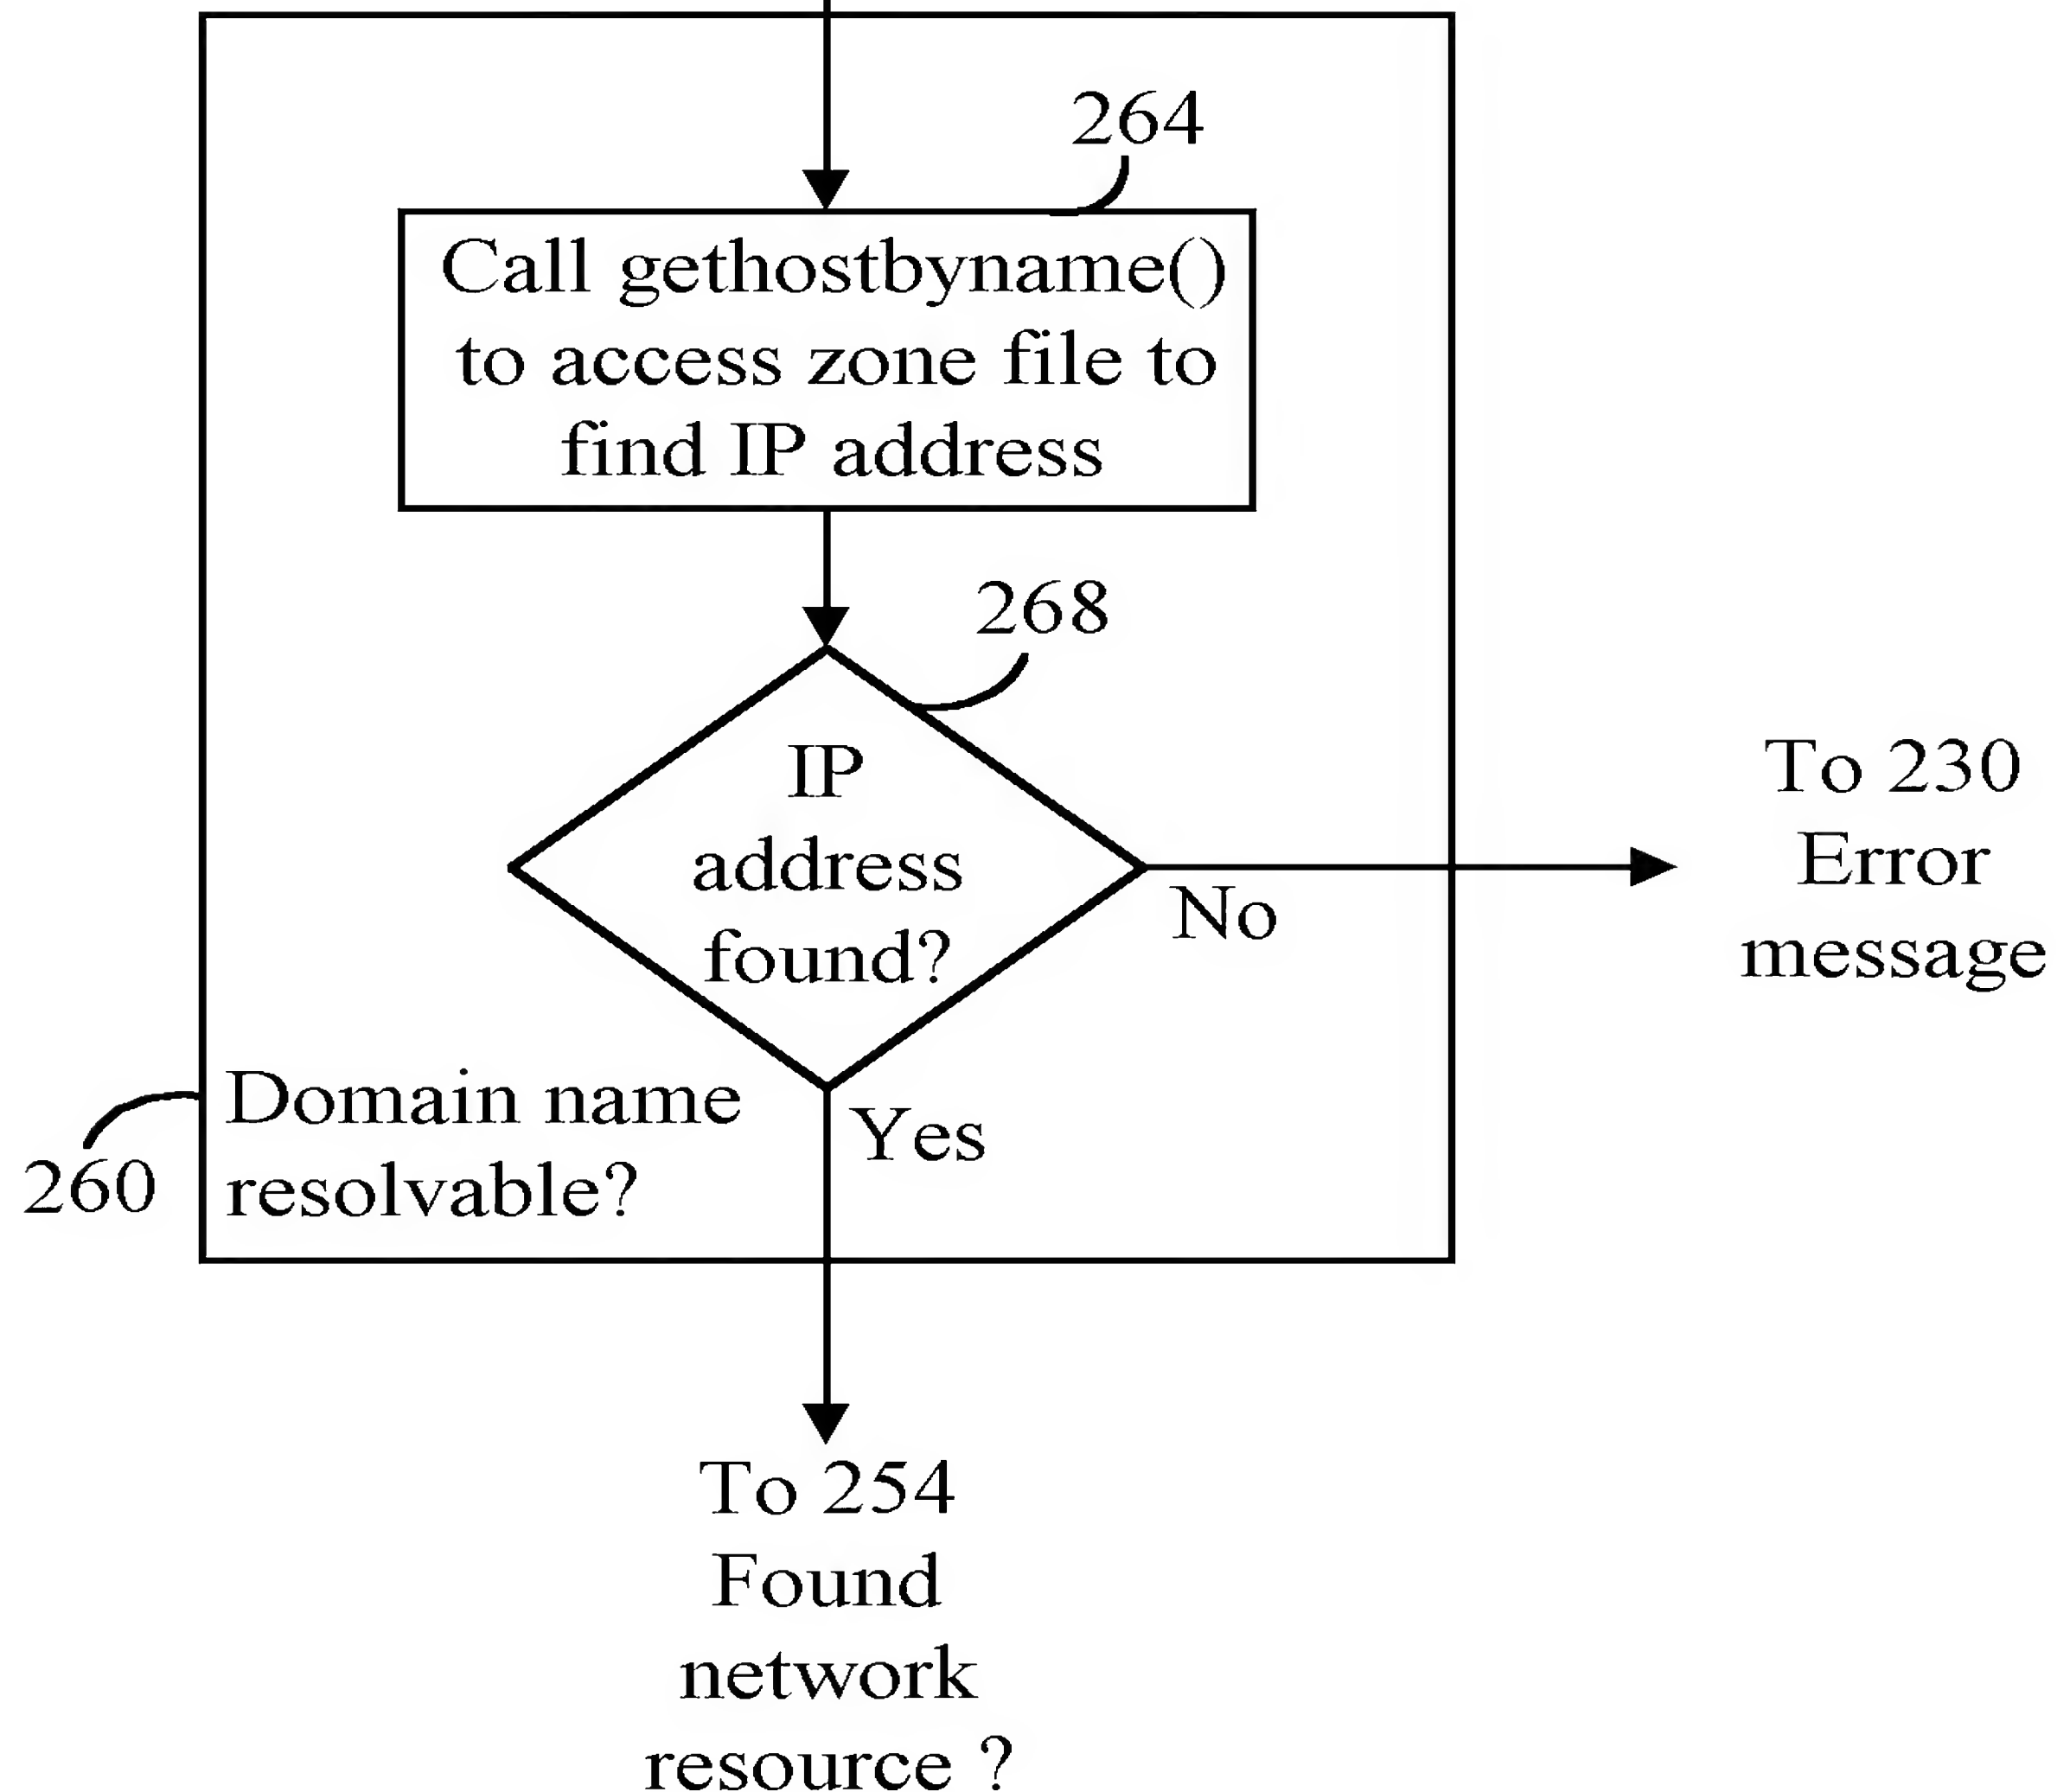 264
Call gethostbyname()
to access zone file to
find IP address
268
IP
address
found?
No
To 230
Error
message
Yes
Domain name
resolvable?
260
To 254
Found
network
resource ?